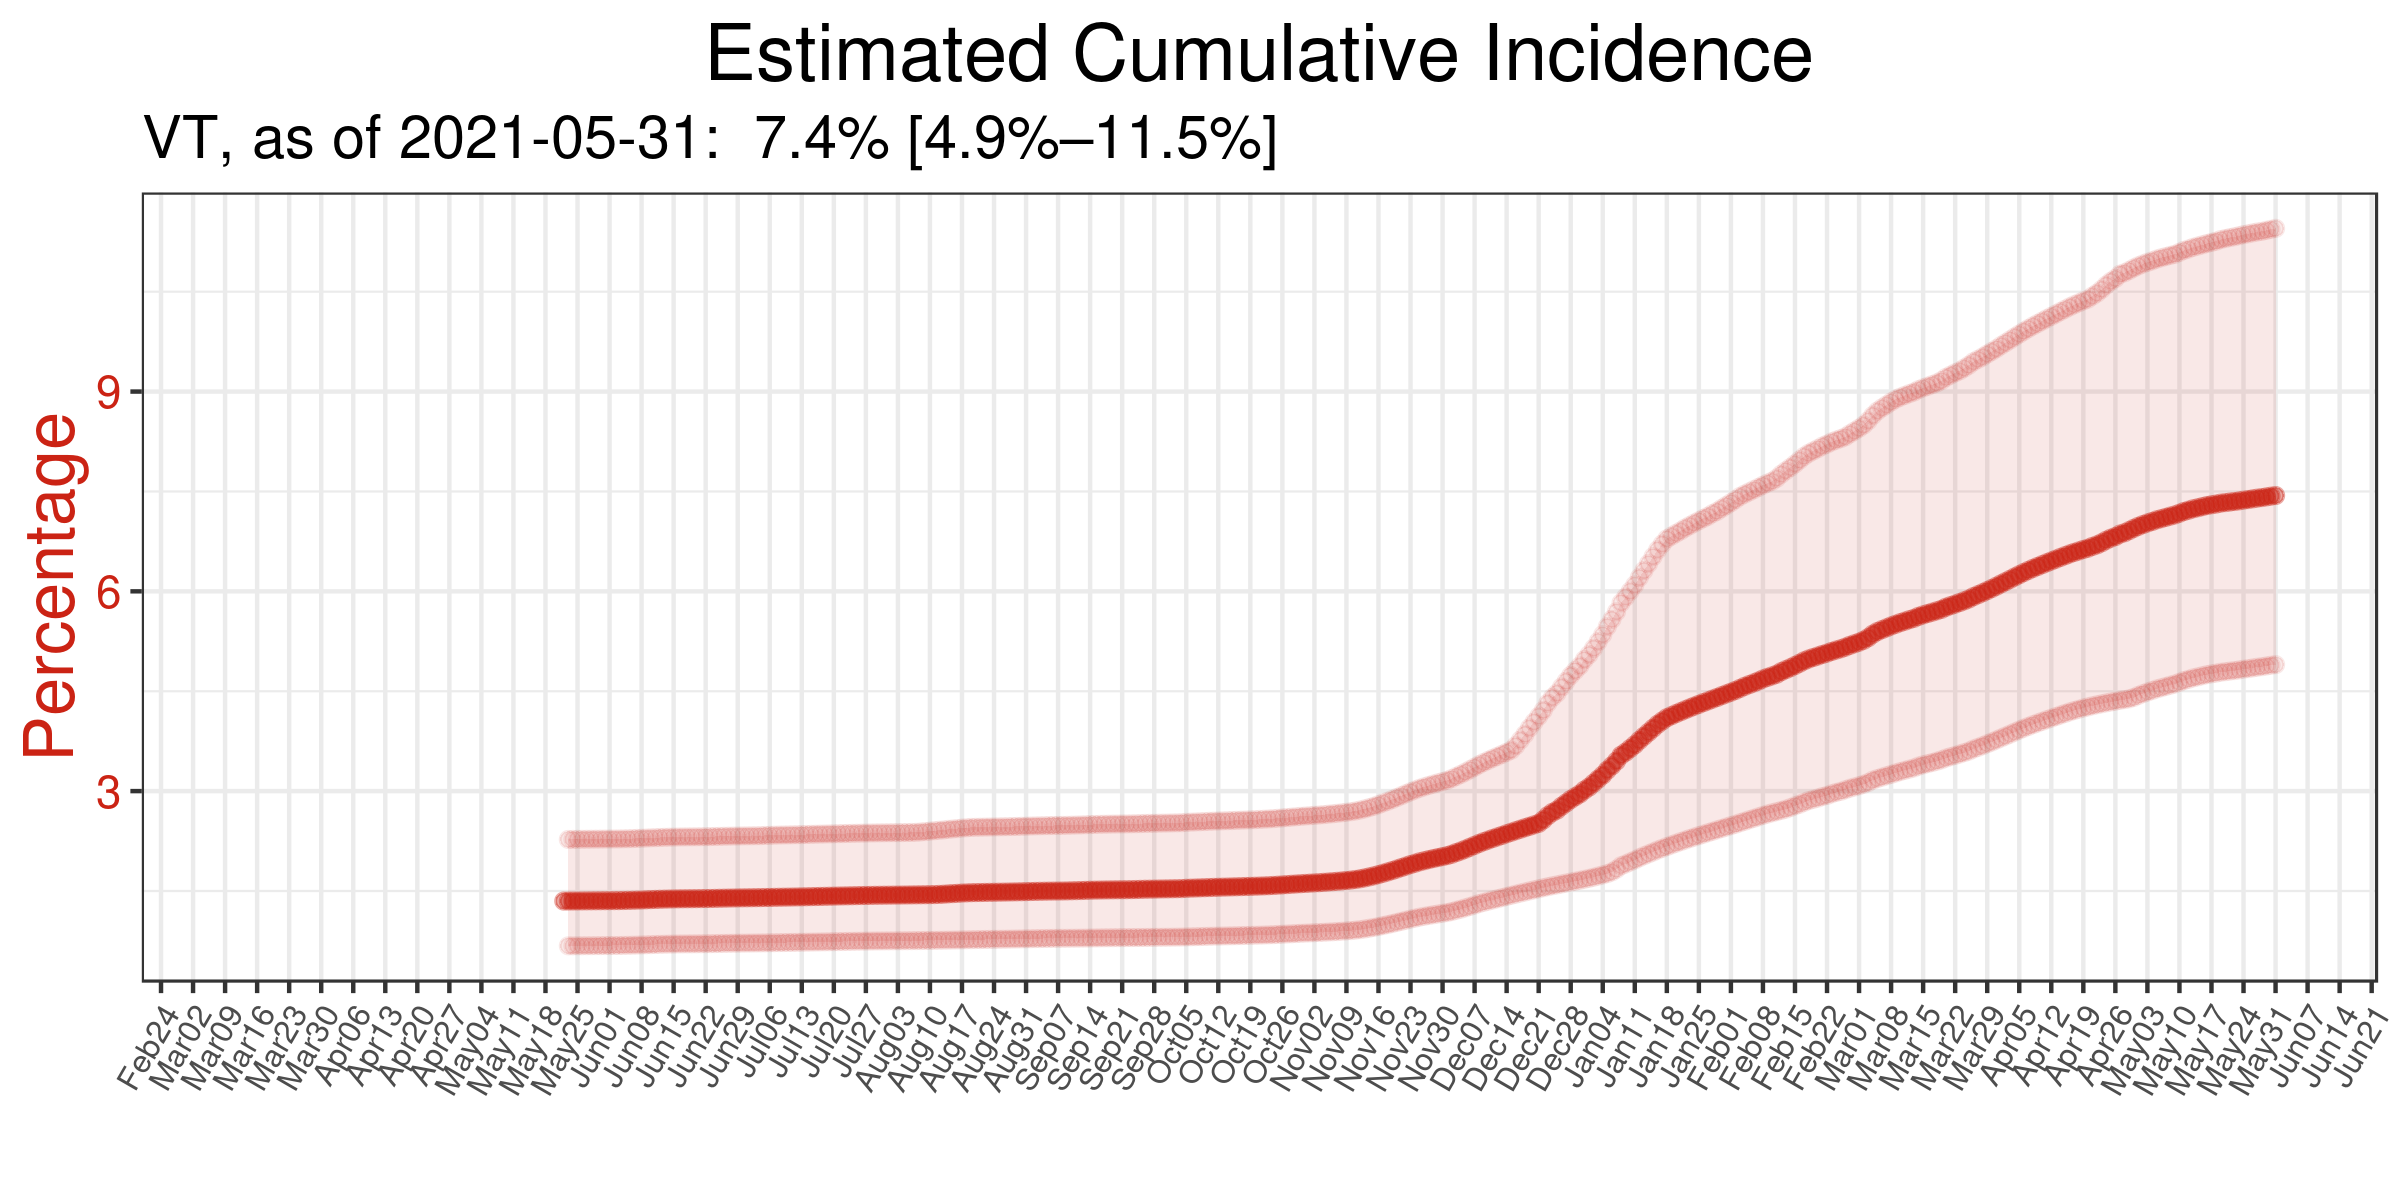 Estimated Cumulative Incidence
VT, as of 2021-05-31:  7.4% [4.9%–11.5%]
Percentage
9
6
3
Feb24 Mar02 Mar09 Mar16 Mar23 Mar30 Apr06 Apr13 Apr20 Apr27 May04 May11 May18 May25 Jun01 Jun08 Jun15 Jun22 Jun29 Jul06 Jul13 Jul20 Jul27 Aug03 Aug10 Aug17 Aug24 Aug31 Sep07 Sep14 Sep21 Sep28 Oct05 Oct12 Oct19 Oct26 Nov02 Nov09 Nov16 Nov23 Nov30 Dec07 Dec14 Dec21 Dec28 Jan04 Jan11 Jan18 Jan25 Feb01 Feb08 Feb15 Feb22 Mar01 Mar08 Mar15 Mar22 Mar29 Apr05 Apr12 Apr19 Apr26 May03 May10 May17 May24 May31 Jun07 Jun14 Jun21